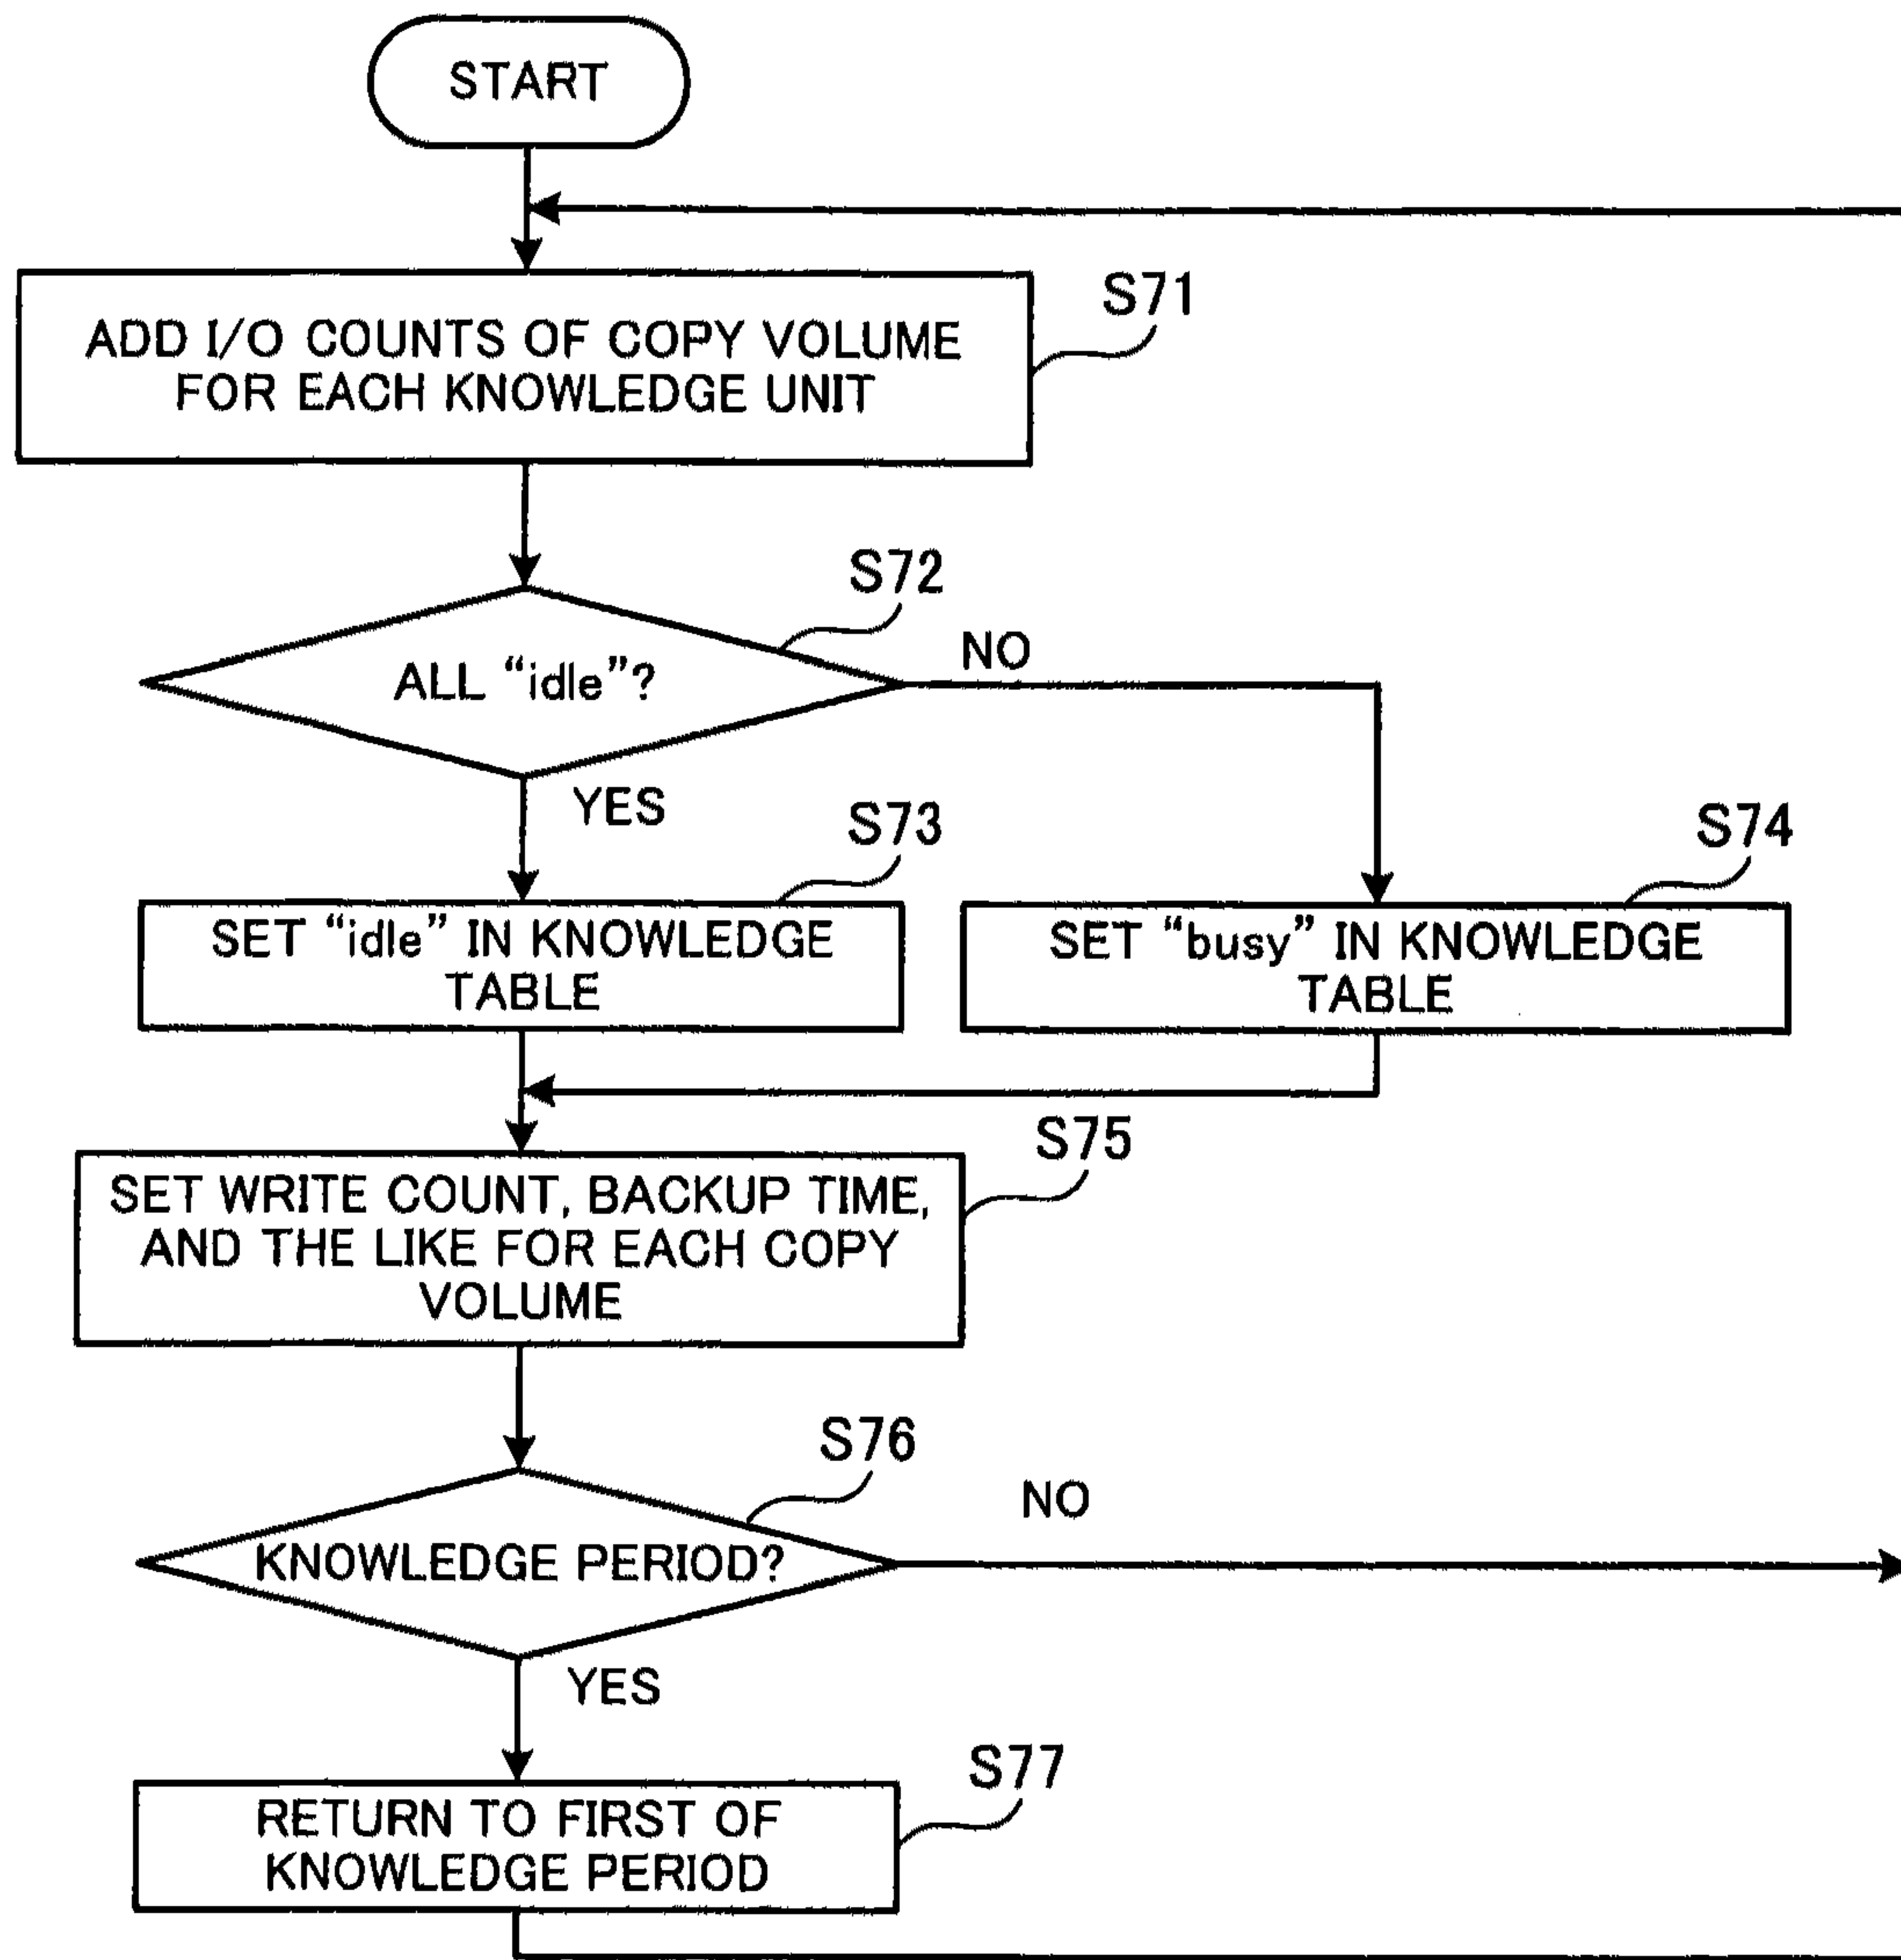 START
S71
ADD I/O COUNTS OF COPY VOLUME
FOR EACH KNOWLEDGE UNIT
S72
ALL “idle”?
NO
YES
S73
S74
SET “idle” IN KNOWLEDGE
TABLE
SET “busy” IN KNOWLEDGE
TABLE
S75
SET WRITE COUNT, BACKUP TIME,
AND THE LIKE FOR EACH COPY
VOLUME
S76
NO
KNOWLEDGE PERIOD?
YES
S77
RETURN TO FIRST OF
KNOWLEDGE PERIOD